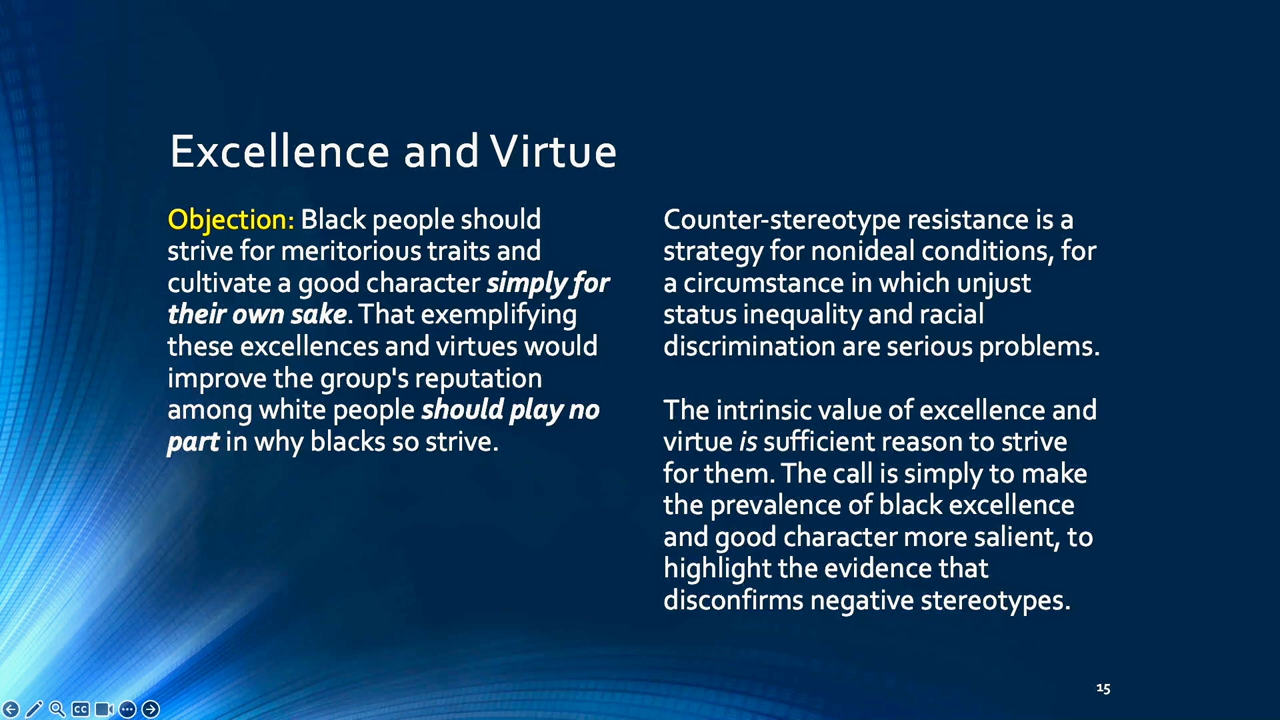 Excellence and Virtue
Objection: Black people should
strive for meritorious traits and
cultivate a good character simply for
their own sake. That exemplifying
these excellences and virtues would
improve the group's reputation
among white people should play no
part in why blacks so strive.
Counter-stereotype resistance is a
strategy for nonideal conditions, for
a circumstance in which unjust
status inequality and racial
discrimination are serious problems.
The intrinsic value of excellence and
virtue is sufficient reason to strive
for them. The call is simply to make
the prevalence of black excellence
and good character more salient, to
highlight the evidence that
disconfirms negative stereotypes.
15
CC